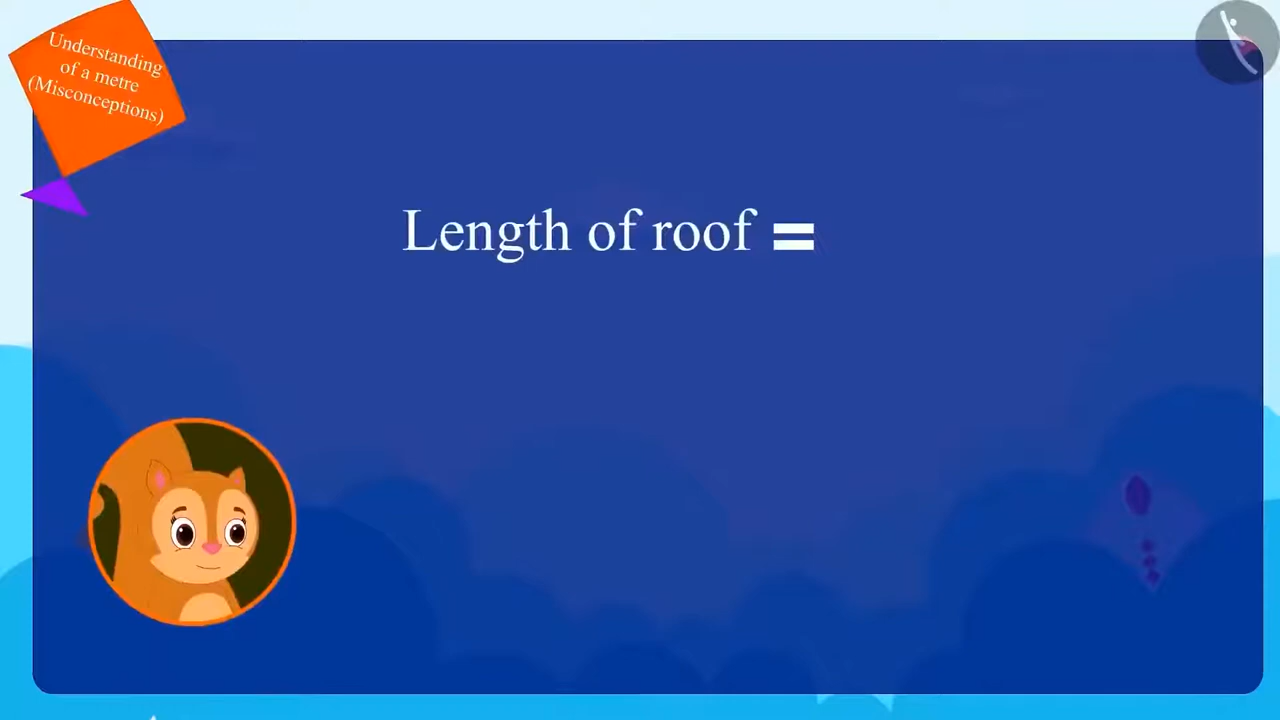 Understanding
of a metre
(Misconceptions)
Length of roof =